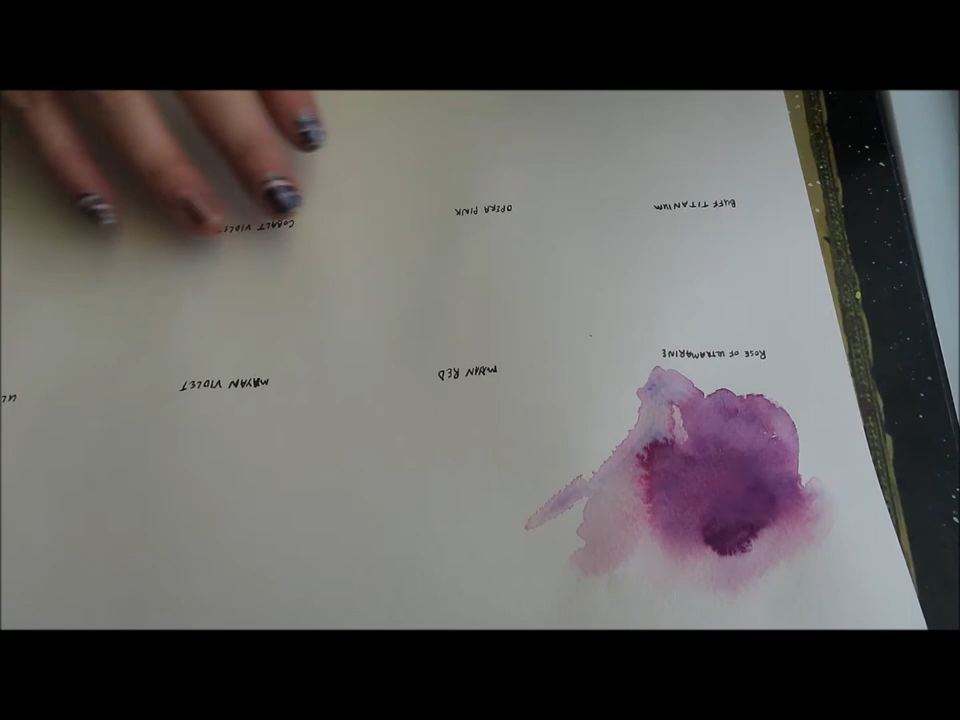 ROSE OF ULTRAMARINE
MAYAN RED
MAYAN VIOLET
BUFF TITANIUM
OPERA PINK
COBALT VIOLET